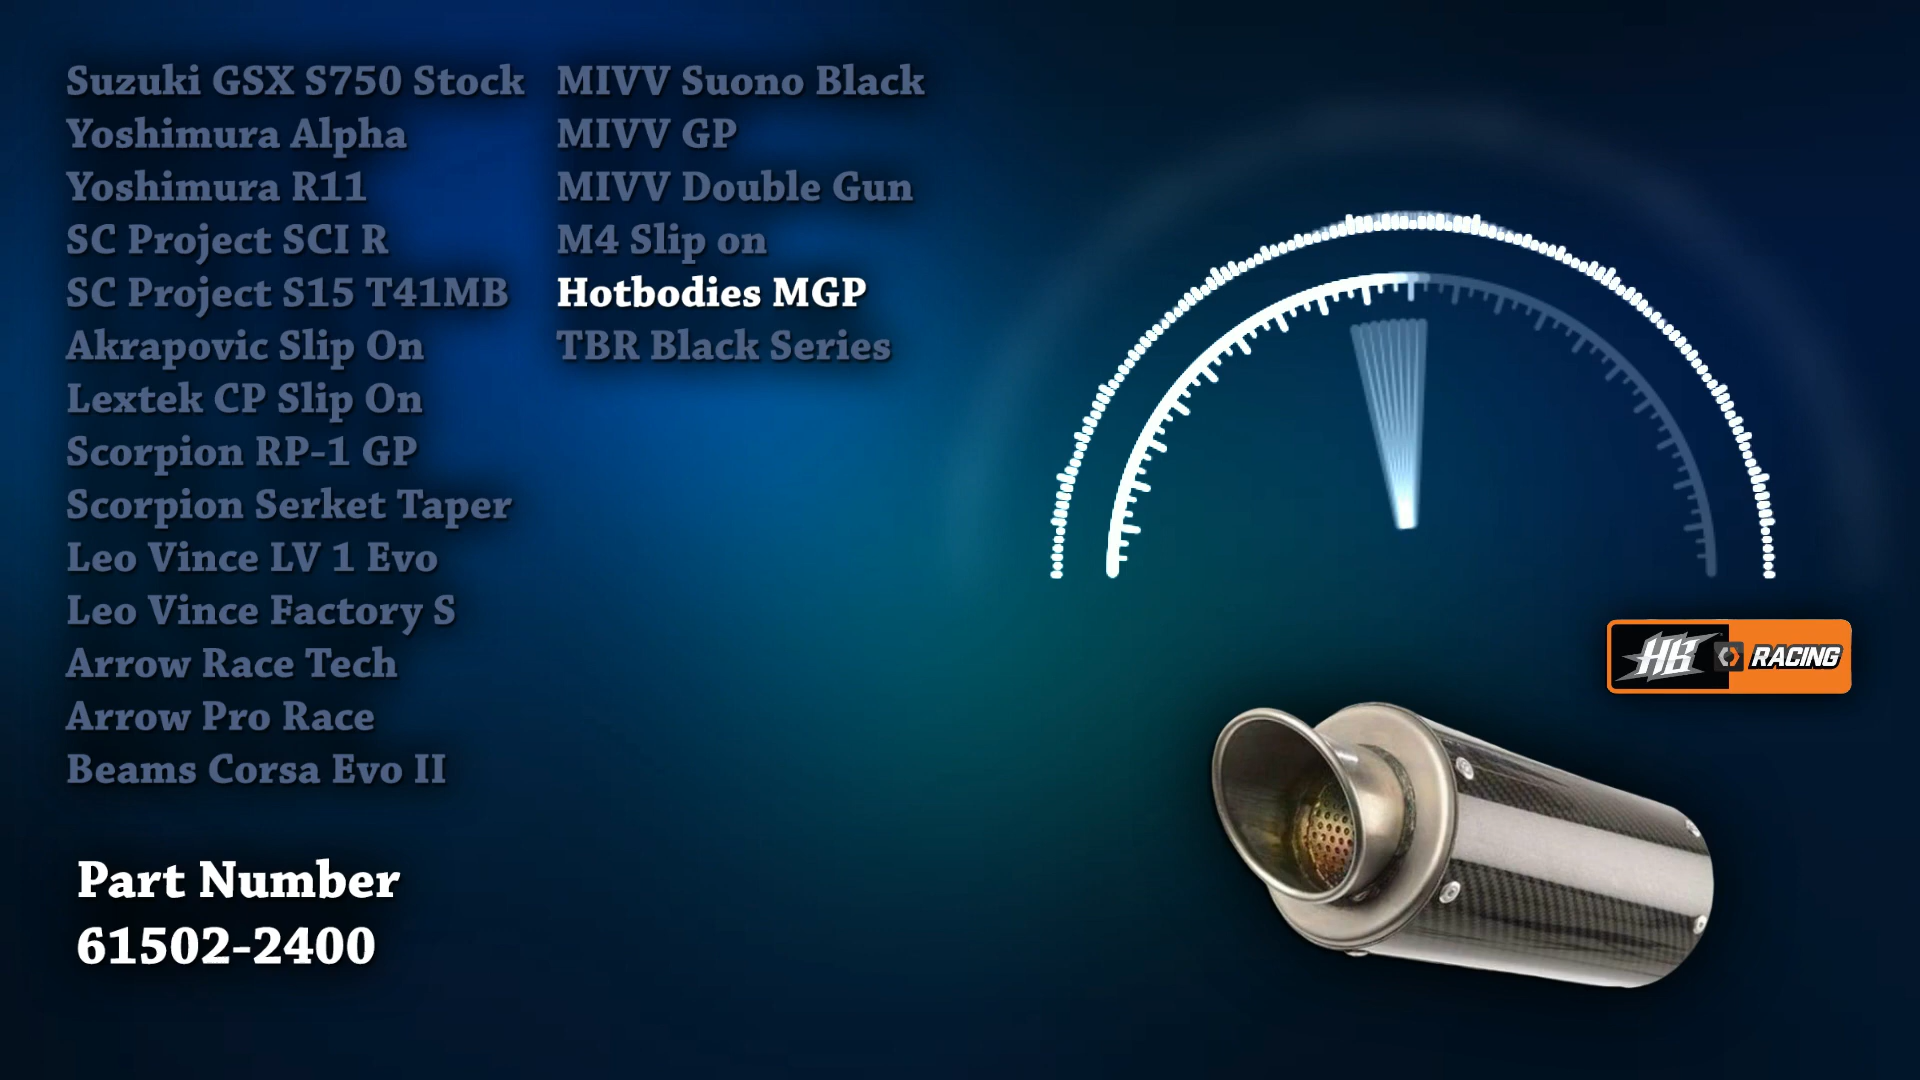 Suzuki GSX S750 Stock
Yoshimura Alpha
Yoshimura R11
SC Project SCI R
SC Project S15 T41MB
Akrapovic Slip On
Lextek CP Slip On
Scorpion RP-1 GP
Scorpion Serket Taper
Leo Vince LV 1 Evo
Leo Vince Factory S
Arrow Race Tech
Arrow Pro Race
Beams Corsa Evo II
MIVV Suono Black
MIVV GP
MIVV Double Gun
M4 Slip on
Hotbodies MGP
TBR Black Series
Part Number
61502-2400
HB RACING